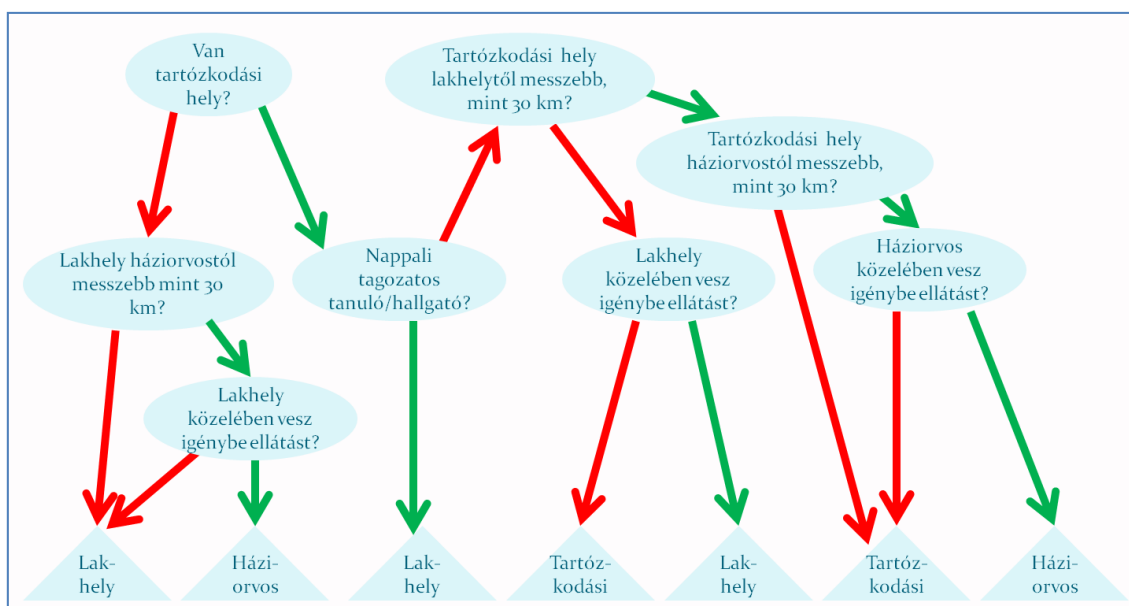 Van
tartózkodási
hely?
Tartózkodási hely
lakhelytől messzebb,
mint 30 km?
Tartózkodási hely
háziorvostól messzebb,
mint 30 km?
Lakhely háziorvostól
messzebb mint 30
km?
Nappali
tagozatos
tanuló/hallgató?
Lakhely
közelében vesz
igénybe ellátást?
Háziorvos
közelében vesz
igénybe ellátást?
Lakhely
közelében vesz
igénybe ellátást?
Lak-
hely
Házi-
orvos
Lak-
hely
Tartóz-
kodási
Lak-
hely
Tartóz-
kodási
Házi-
orvos